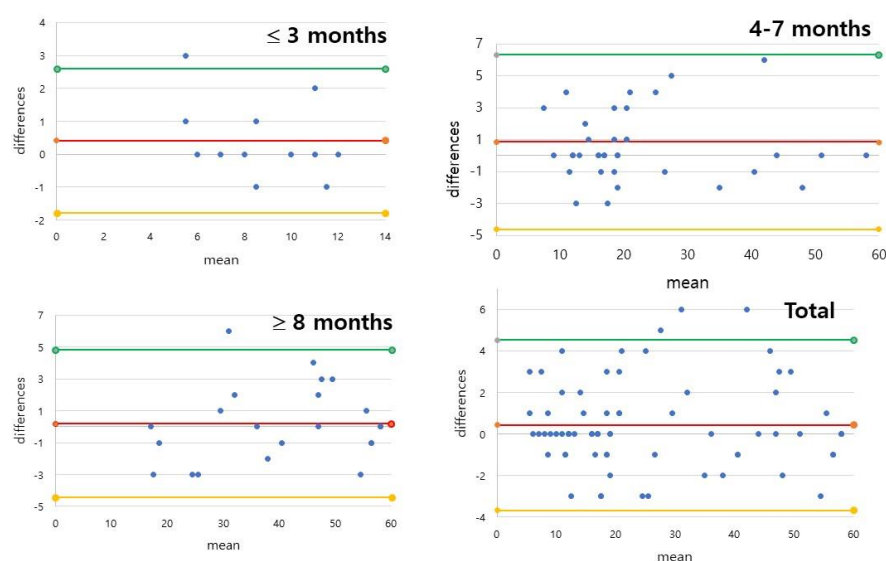 ≤ 3 months
4
3
2
1
0
-1
-2
differences
0 2 4 6 8 10 12 14
mean
4-7 months
7
5
3
1
-1
-3
-5
differences
0 10 20 30 40 50 60
mean
≥ 8 months
7
5
3
1
-1
-3
-5
differences
0 10 20 30 40 50 60
mean
Total
6
4
2
0
-2
-4
differences
0 10 20 30 40 50 60
mean